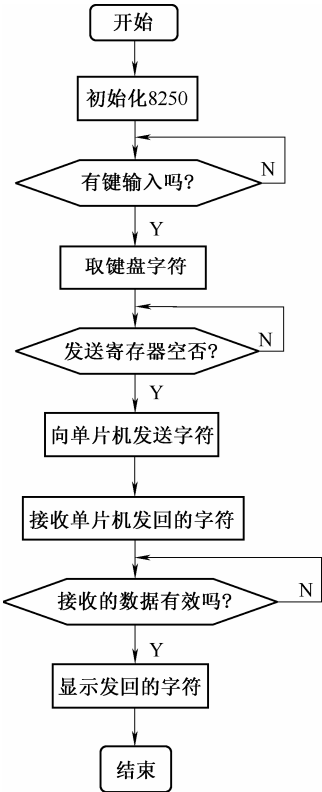 开始
初始化8250
N
有键输入吗?
Y
取键盘字符
N
发送寄存器空否?
Y
向单片机发送字符
接收单片机发回的字符
N
接收的数据有效吗?
Y
显示发回的字符
结束